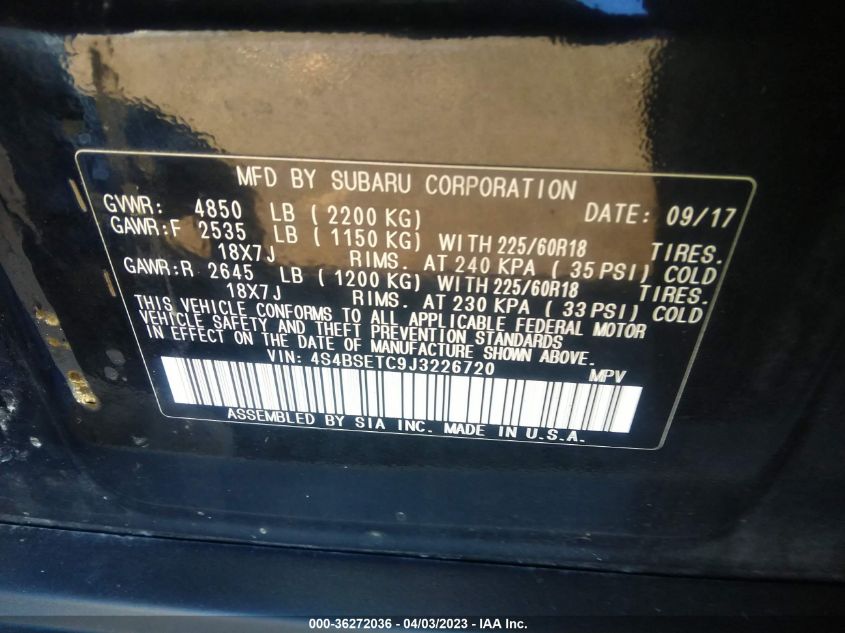 MFD BY SUBARU CORPORATION
GVWR: 4850 LB ( 2200 KG) DATE: 09/17
GAWR:F 2535 LB ( 1150 KG) WITH 225/60R18 TIRES.
18X7J RIMS. AT 240 KPA ( 35 PSI) COLD
GAWR:R 2645 LB ( 1200 KG) WITH 225/60R18 TIRES.
18X7J RIMS. AT 230 KPA ( 33 PSI) COLD
THIS VEHICLE CONFORMS TO ALL APPLICABLE FEDERAL MOTOR
VEHICLE SAFETY AND THEFT PREVENTION STANDARDS
IN EFFECT ON THE DATE OF MANUFACTURE SHOWN ABOVE.
VIN: 4S4BSETC9J3226720 MPV
ASSEMBLED BY SIA INC. MADE IN U.S.A.
000-36272036 - 04/03/2023 - IAA Inc.